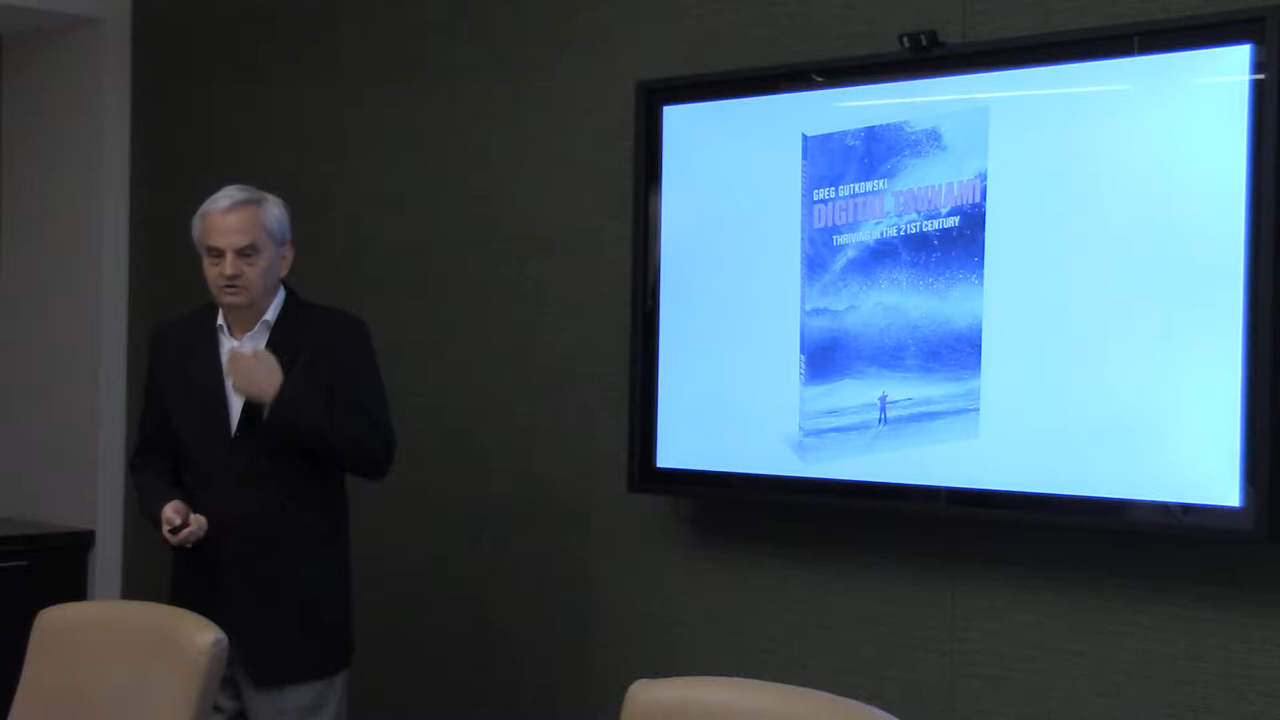 GREG GUTKOWSKI
DIGITAL TSUNAMI
THRIVING IN THE 21ST CENTURY